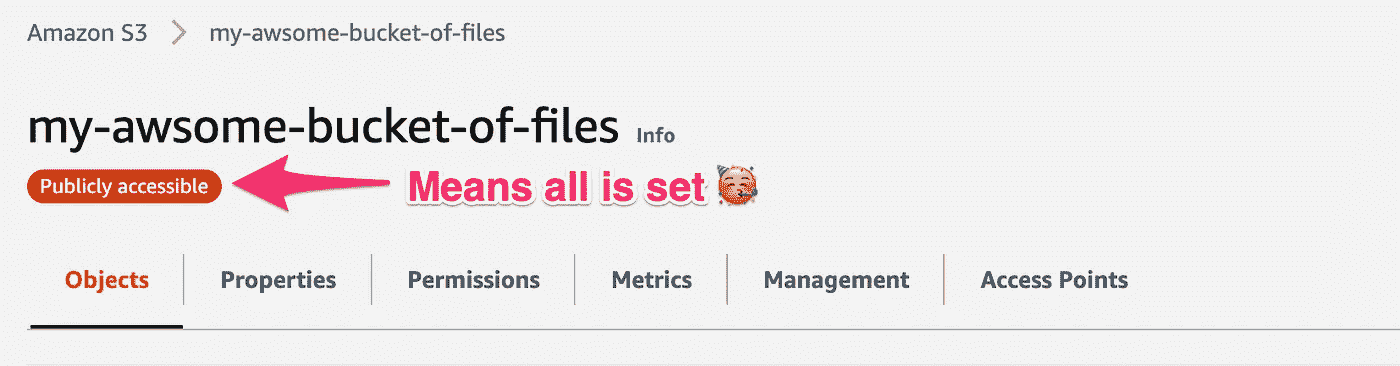 Amazon S3 > my-awsome-bucket-of-files
my-awsome-bucket-of-files Info
Publicly accessible Means all is set 🥳
Objects Properties Permissions Metrics Management Access Points